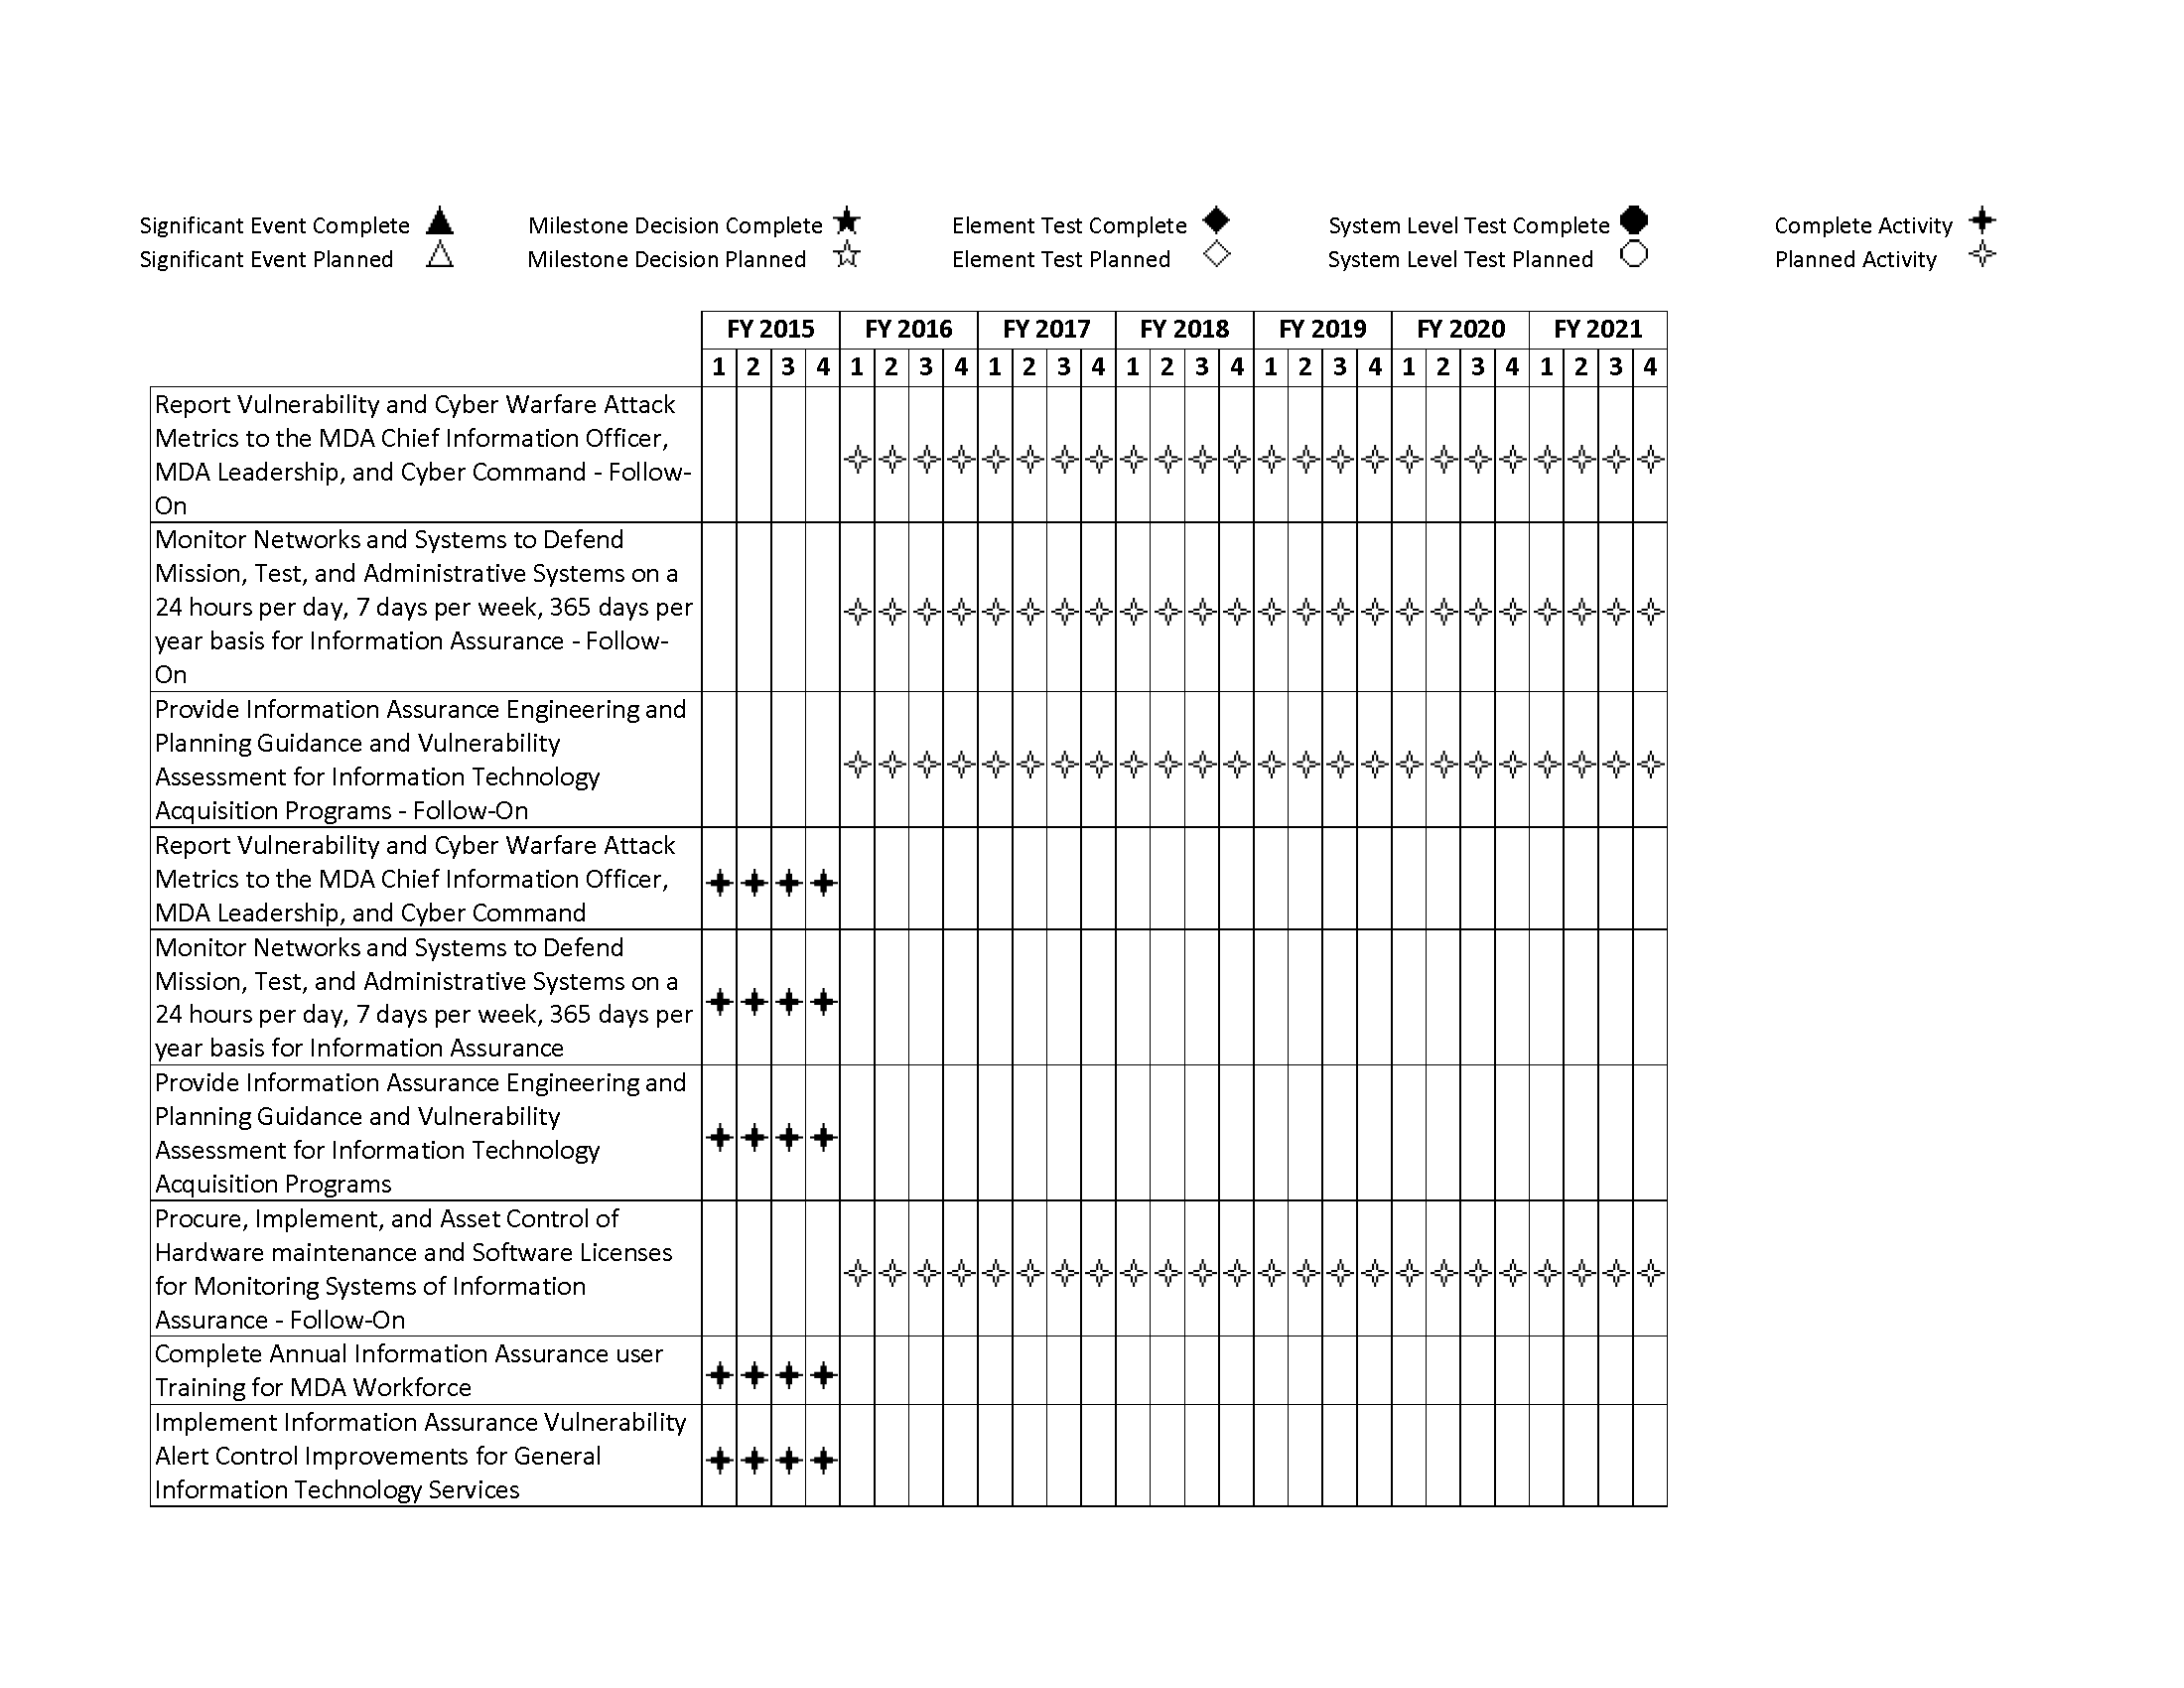 Significant Event Complete Milestone Decision Complete Element Test Complete System Level Test Complete Complete Activity
Significant Event Planned Milestone Decision Planned Element Test Planned System Level Test Planned Planned Activity
FY 2015 FY 2016 FY 2017 FY 2018 FY 2019 FY 2020 FY 2021
1 2 3 4 1 2 3 4 1 2 3 4 1 2 3 4 1 2 3 4 1 2 3 4 1 2 3 4
Report Vulnerability and Cyber Warfare Attack
Metrics to the MDA Chief Information Officer,
MDA Leadership, and Cyber Command - Follow-
On
Monitor Networks and Systems to Defend
Mission, Test, and Administrative Systems on a
24 hours per day, 7 days per week, 365 days per
year basis for Information Assurance - Follow-
On
Provide Information Assurance Engineering and
Planning Guidance and Vulnerability
Assessment for Information Technology
Acquisition Programs - Follow-On
Report Vulnerability and Cyber Warfare Attack
Metrics to the MDA Chief Information Officer,
MDA Leadership, and Cyber Command
Monitor Networks and Systems to Defend
Mission, Test, and Administrative Systems on a
24 hours per day, 7 days per week, 365 days per
year basis for Information Assurance
Provide Information Assurance Engineering and
Planning Guidance and Vulnerability
Assessment for Information Technology
Acquisition Programs
Procure, Implement, and Asset Control of
Hardware maintenance and Software Licenses
for Monitoring Systems of Information
Assurance - Follow-On
Complete Annual Information Assurance user
Training for MDA Workforce
Implement Information Assurance Vulnerability
Alert Control Improvements for General
Information Technology Services